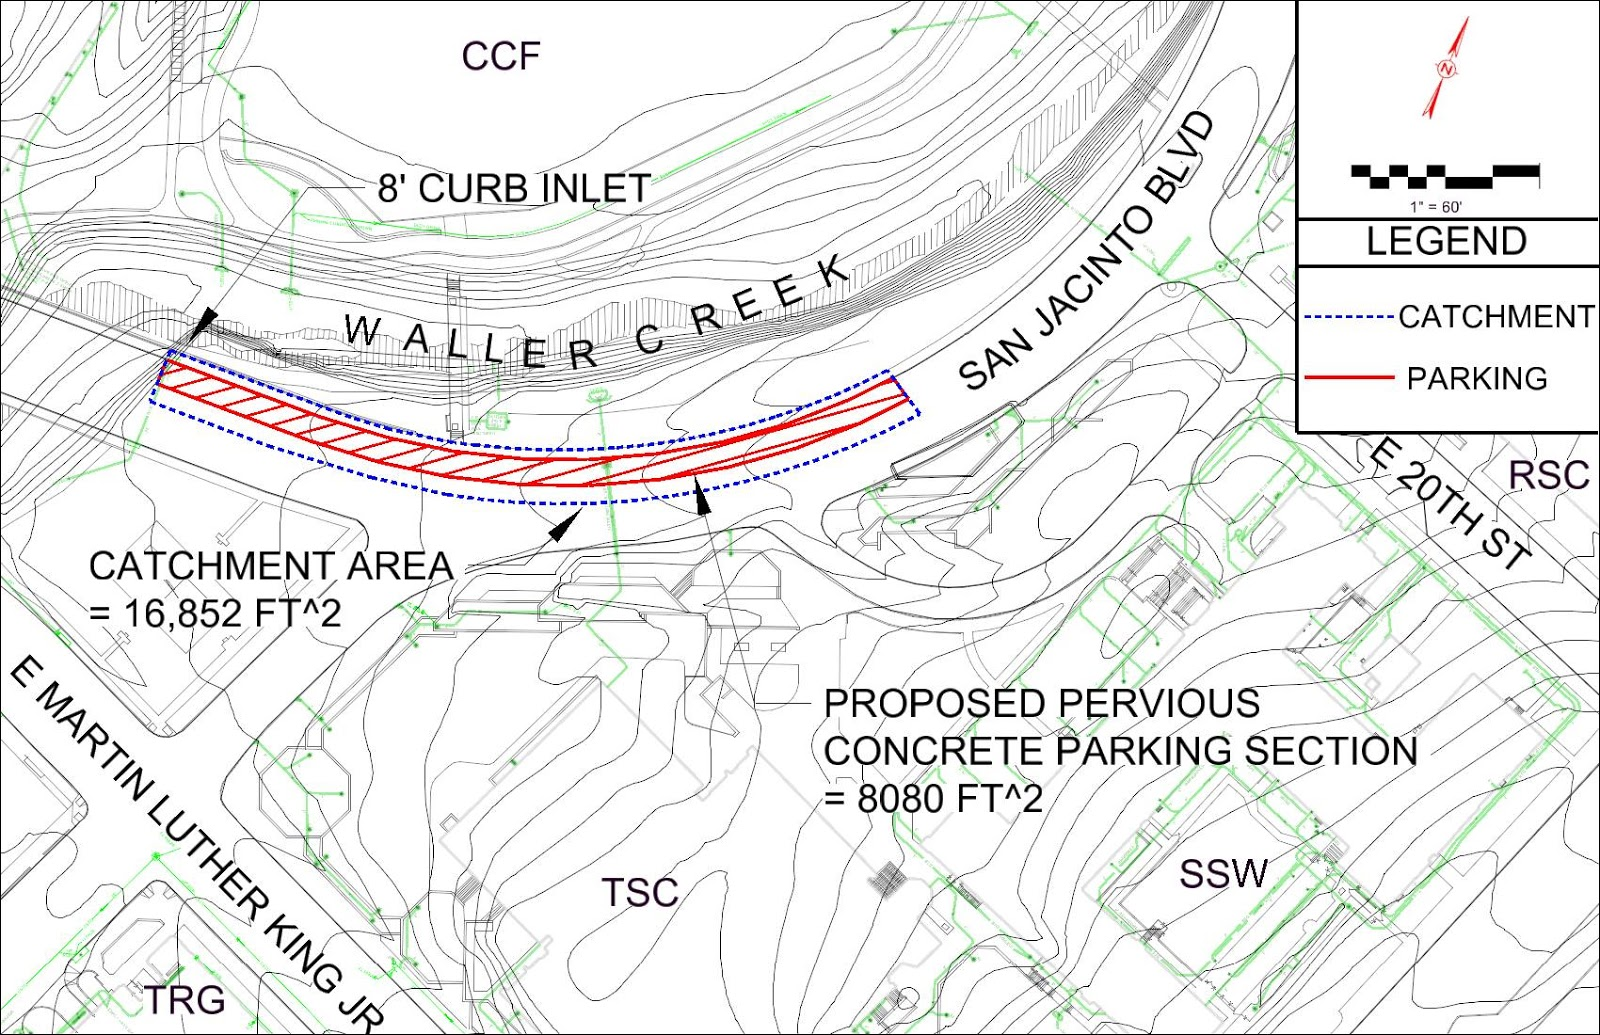 CCF
N
1" = 60'
LEGEND
CATCHMENT
PARKING
8' CURB INLET
WALLER CREEK
SAN JACINTO BLVD
E 20TH ST
RSC
CATCHMENT AREA
= 16,852 FT^2
E MARTIN LUTHER KING JR
PROPOSED PERVIOUS
CONCRETE PARKING SECTION
= 8080 FT^2
TSC
SSW
TRG